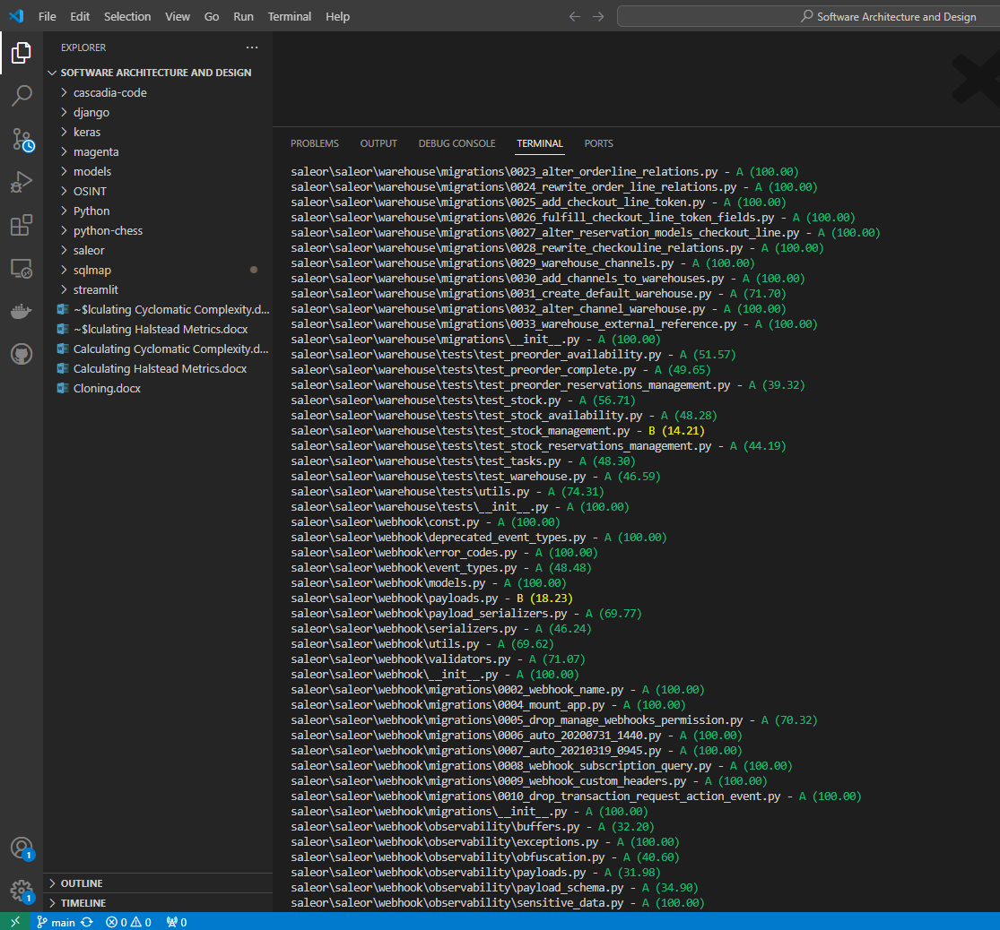 File Edit Selection View Go Run Terminal Help
Software Architecture and Design
EXPLORER
SOFTWARE ARCHITECTURE AND DESIGN
cascadia-code
django
keras
magenta
models
OSINT
Python
python-chess
saleor
sqlmap
streamlit
~$lculating Cyclomatic Complexity.d...
~$lculating Halstead Metrics.docx
Calculating Cyclomatic Complexity.d...
Calculating Halstead Metrics.docx
Cloning.docx
OUTLINE
TIMELINE
PROBLEMS OUTPUT DEBUG CONSOLE TERMINAL PORTS
saleor\saleor\warehouse\migrations\0023_alter_orderline_relations.py - A (100.00)
saleor\saleor\warehouse\migrations\0024_rewrite_order_line_relations.py - A (100.00)
saleor\saleor\warehouse\migrations\0025_add_checkout_line_token.py - A (100.00)
saleor\saleor\warehouse\migrations\0026_fulfill_checkout_line_token_fields.py - A (100.00)
saleor\saleor\warehouse\migrations\0027_alter_reservation_models_checkout_line.py - A (100.00)
saleor\saleor\warehouse\migrations\0028_rewrite_checkouline_relations.py - A (100.00)
saleor\saleor\warehouse\migrations\0029_warehouse_channels.py - A (100.00)
saleor\saleor\warehouse\migrations\0030_add_channels_to_warehouses.py - A (100.00)
saleor\saleor\warehouse\migrations\0031_create_default_warehouse.py - A (71.70)
saleor\saleor\warehouse\migrations\0032_alter_channel_warehouse.py - A (100.00)
saleor\saleor\warehouse\migrations\0033_warehouse_external_reference.py - A (100.00)
saleor\saleor\warehouse\migrations\__init__.py - A (100.00)
saleor\saleor\warehouse\tests\test_preorder_availability.py - A (51.57)
saleor\saleor\warehouse\tests\test_preorder_complete.py - A (49.65)
saleor\saleor\warehouse\tests\test_preorder_reservations_management.py - A (39.32)
saleor\saleor\warehouse\tests\test_stock.py - A (56.71)
saleor\saleor\warehouse\tests\test_stock_availability.py - A (48.28)
saleor\saleor\warehouse\tests\test_stock_management.py - B (14.21)
saleor\saleor\warehouse\tests\test_stock_reservations_management.py - A (44.19)
saleor\saleor\warehouse\tests\test_tasks.py - A (48.30)
saleor\saleor\warehouse\tests\test_warehouse.py - A (46.59)
saleor\saleor\warehouse\tests\utils.py - A (74.31)
saleor\saleor\warehouse\tests\__init__.py - A (100.00)
saleor\saleor\webhook\const.py - A (100.00)
saleor\saleor\webhook\deprecated_event_types.py - A (100.00)
saleor\saleor\webhook\error_codes.py - A (100.00)
saleor\saleor\webhook\event_types.py - A (48.48)
saleor\saleor\webhook\models.py - A (100.00)
saleor\saleor\webhook\payloads.py - B (18.23)
saleor\saleor\webhook\payload_serializers.py - A (69.77)
saleor\saleor\webhook\serializers.py - A (46.24)
saleor\saleor\webhook\utils.py - A (69.62)
saleor\saleor\webhook\validators.py - A (71.07)
saleor\saleor\webhook\__init__.py - A (100.00)
saleor\saleor\webhook\migrations\0002_webhook_name.py - A (100.00)
saleor\saleor\webhook\migrations\0004_mount_app.py - A (100.00)
saleor\saleor\webhook\migrations\0005_drop_manage_webhooks_permission.py - A (70.32)
saleor\saleor\webhook\migrations\0006_auto_20200731_1440.py - A (100.00)
saleor\saleor\webhook\migrations\0007_auto_20210319_0945.py - A (100.00)
saleor\saleor\webhook\migrations\0008_webhook_subscription_query.py - A (100.00)
saleor\saleor\webhook\migrations\0009_webhook_custom_headers.py - A (100.00)
saleor\saleor\webhook\migrations\0010_drop_transaction_request_action_event.py - A (100.00)
saleor\saleor\webhook\migrations\__init__.py - A (100.00)
saleor\saleor\webhook\observability\buffers.py - A (32.20)
saleor\saleor\webhook\observability\exceptions.py - A (100.00)
saleor\saleor\webhook\observability\obfuscation.py - A (40.60)
saleor\saleor\webhook\observability\payloads.py - A (31.98)
saleor\saleor\webhook\observability\payload_schema.py - A (34.90)
saleor\saleor\webhook\observability\sensitive_data.py - A (100.00)
1
1
main 0 0 0